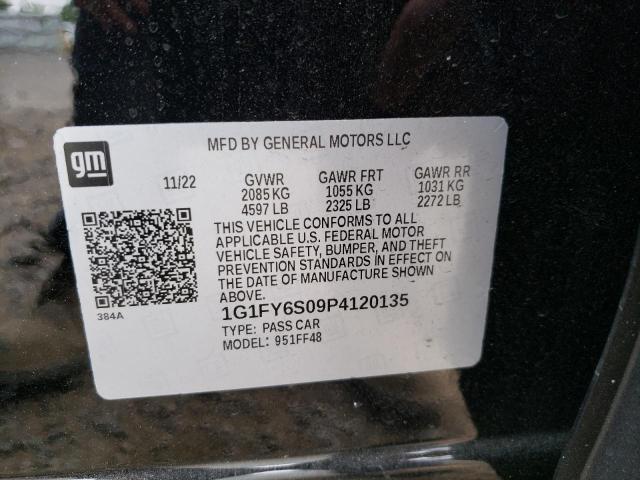 MFD BY GENERAL MOTORS LLC
gm
11/22
GVWR GAWR FRT GAWR RR
2085 KG 1055 KG 1031 KG
4597 LB 2325 LB 2272 LB
THIS VEHICLE CONFORMS TO ALL
APPLICABLE U.S. FEDERAL MOTOR
VEHICLE SAFETY, BUMPER, AND THEFT
PREVENTION STANDARDS IN EFFECT ON
THE DATE OF MANUFACTURE SHOWN
ABOVE.
384A
1G1FY6S09P4120135
TYPE: PASS CAR
MODEL: 951FF48